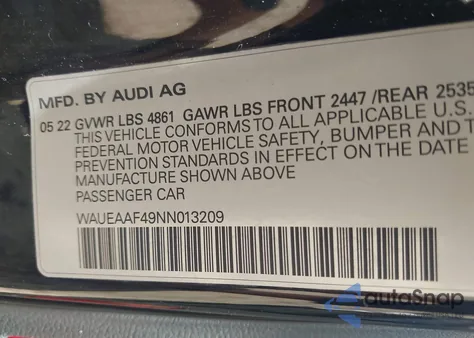 MFD. BY AUDI AG
05 22 GVWR LBS 4861 GAWR LBS FRONT 2447 /REAR 2535
THIS VEHICLE CONFORMS TO ALL APPLICABLE U.S.
FEDERAL MOTOR VEHICLE SAFETY, BUMPER AND T
PREVENTION STANDARDS IN EFFECT ON THE DATE
MANUFACTURE SHOWN ABOVE
PASSENGER CAR
WAUEAAF49NN013209
autoSnap